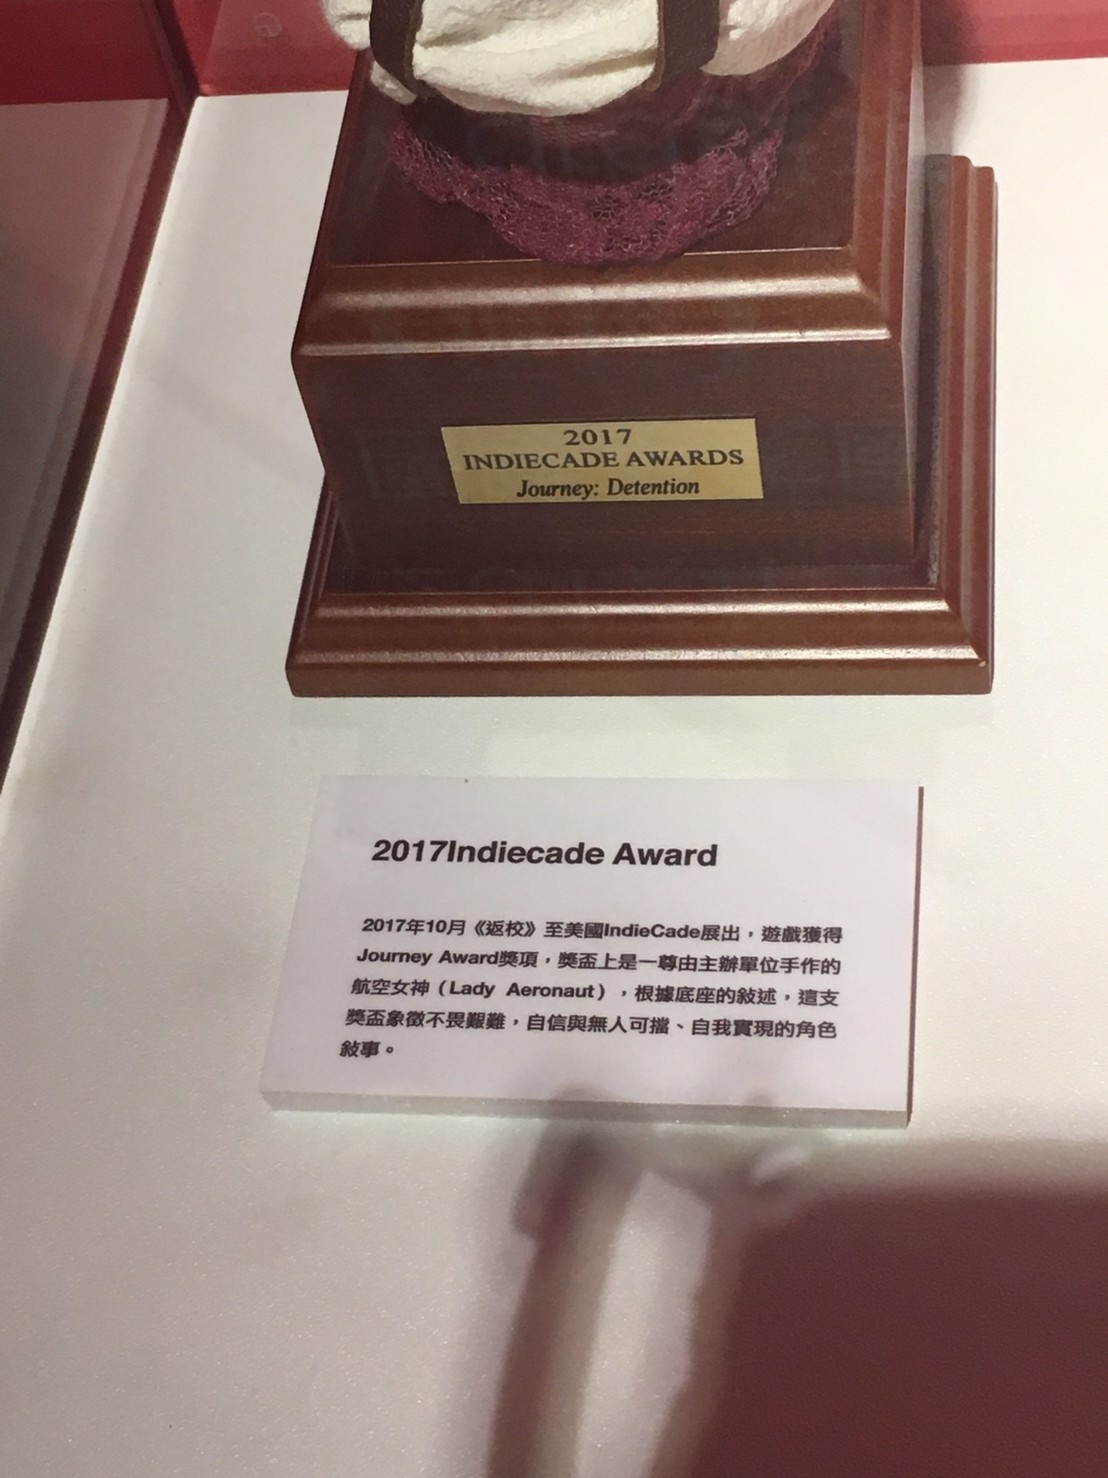 2017
INDIECADE AWARDS
Journey: Detention
2017Indiecade Award
2017年10月《返校》至美國IndieCade展出，遊戲獲得
Journey Award獎項，獎盃上是一尊由主辦單位手作的
航空女神（Lady Aeronaut），根據底座的敘述，這支
獎盃象徵不畏艱難，自信與無人可擋、自我實現的角色
敘事。